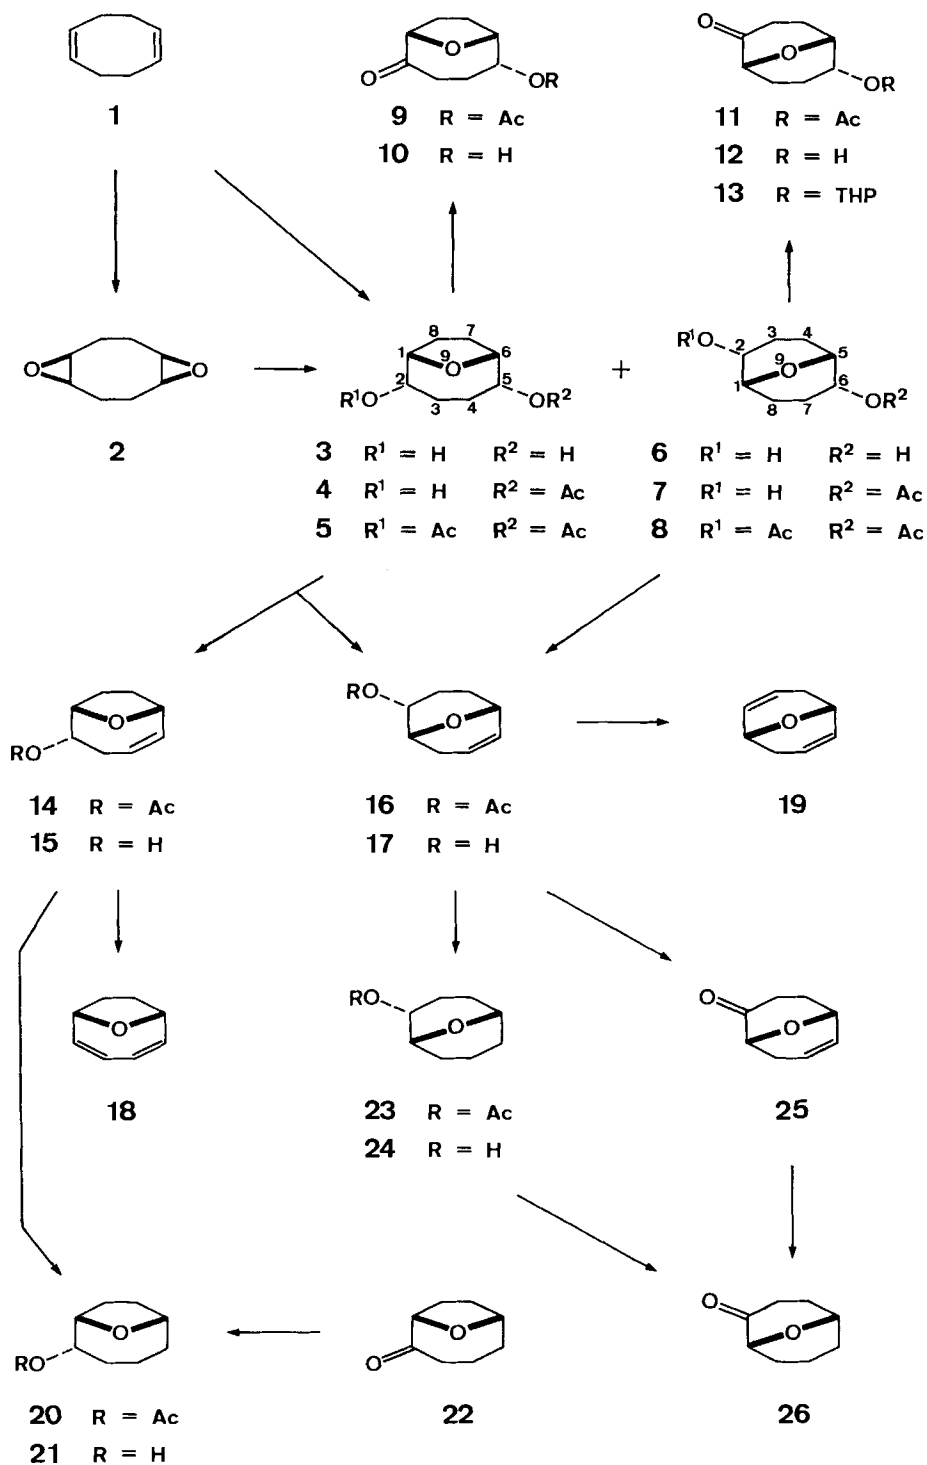 O
OR
9 R = Ac
10 R = H
O
O
OR
11 R = Ac
12 R = H
13 R = THP
O
1
O
O
2
8 7
1 9 6
O
2 5
R¹O
3 4
OR²
3 R¹ = H R² = H
4 R¹ = H R² = Ac
5 R¹ = Ac R² = Ac
+
R¹O
3 4
2 9 5
O
1 6
8 7
OR²
6 R¹ = H R² = H
7 R¹ = H R² = Ac
8 R¹ = Ac R² = Ac
O
RO
14 R = Ac
15 R = H
RO
O
16 R = Ac
17 R = H
O
19
O
18
RO
O
23 R = Ac
24 R = H
O
O
25
O
RO
20 R = Ac
21 R = H
O
O
22
O
O
26